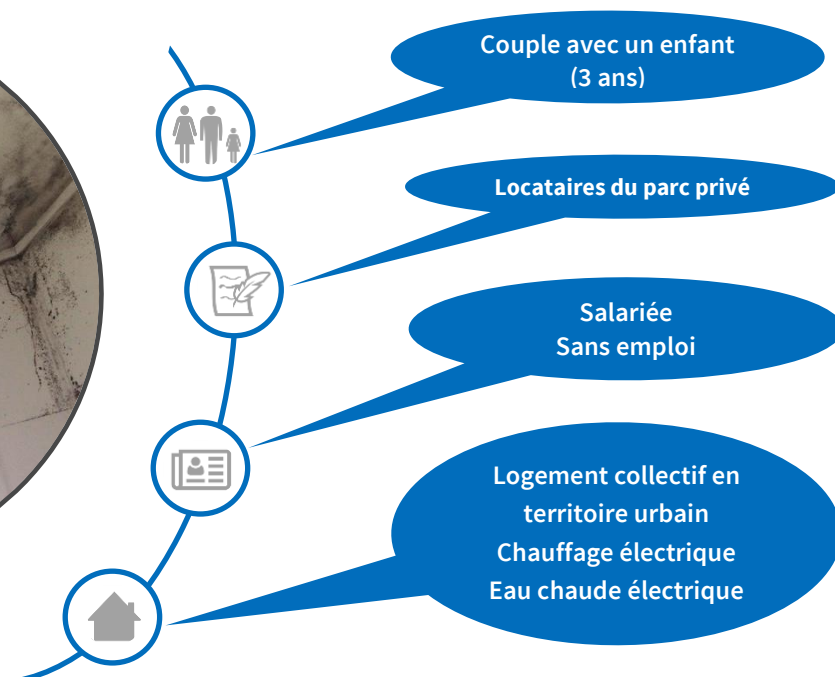 Couple avec un enfant
(3 ans)
Locataires du parc privé
Salariée
Sans emploi
Logement collectif en
territoire urbain
Chauffage électrique
Eau chaude électrique